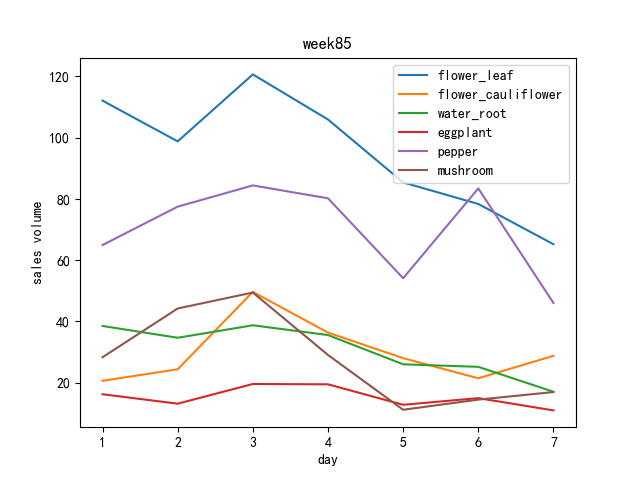 week85
flower_leaf
flower_cauliflower
water_root
eggplant
pepper
mushroom
sales volume
120
100
80
60
40
20
1 2 3 4 5 6 7
day